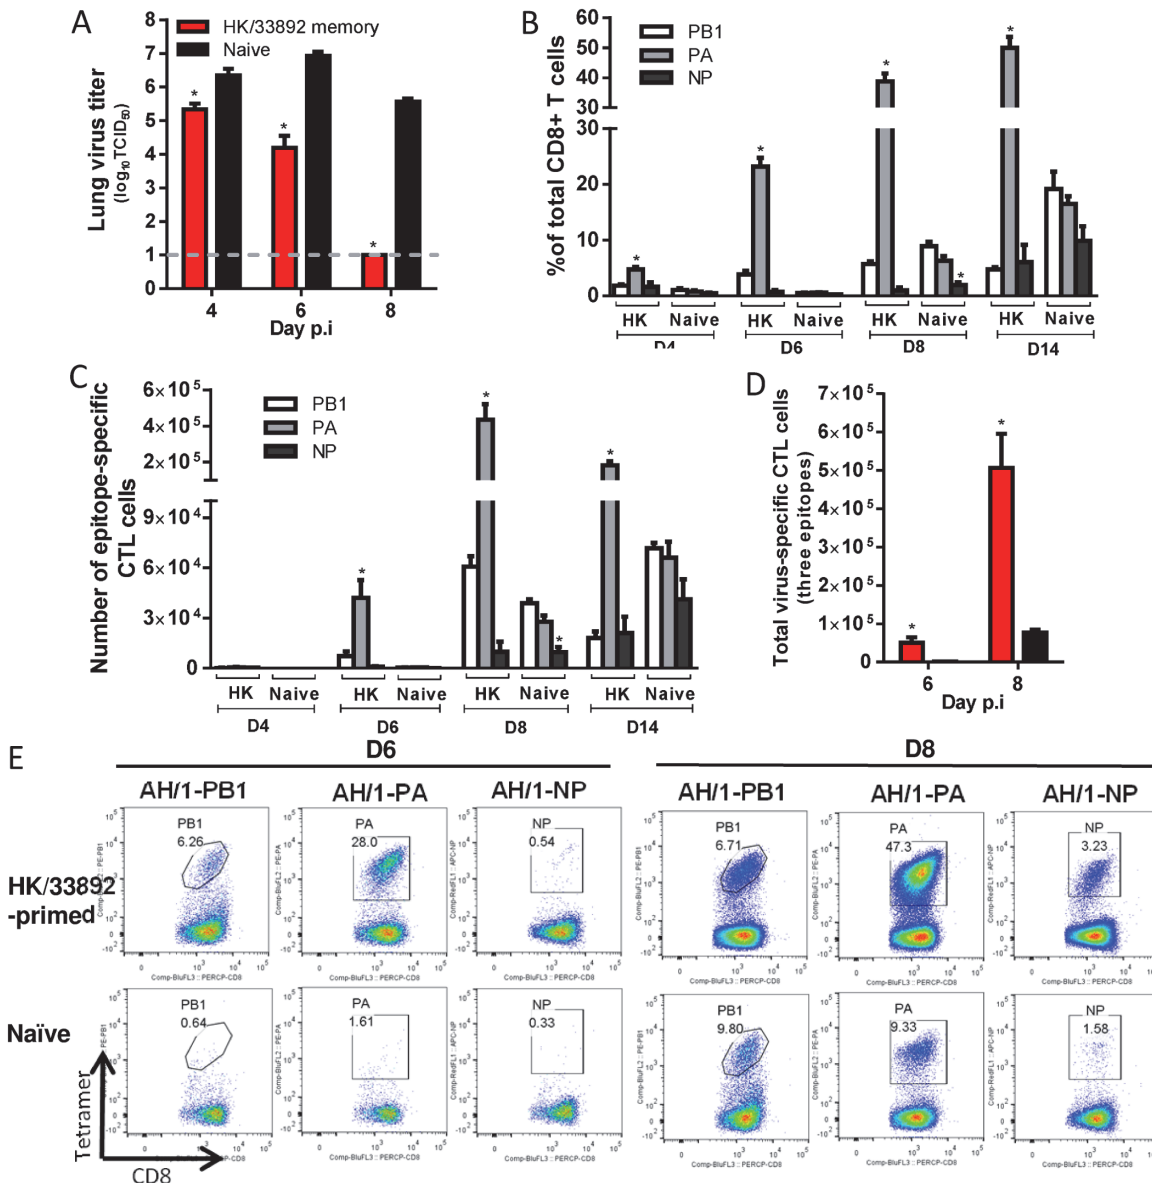 A
Lung virus titer
(log10TCID50)
8
7
6
5
4
3
2
1
0
HK/33892 memory
Naive
*
*
*
4 6 8
Day p.i
B
%of total CD8+ T cells
60
50
40
30
30
20
10
0
PB1
PA
NP
*
*
*
*
*
HK Naive HK Naive HK Naive HK Naive
D4 D6 D8 D14
C
Number of epitope-specific
CTL cells
6×10^5
4×10^5
2×10^5
9×10^4
6×10^4
3×10^4
0
PB1
PA
NP
*
*
*
*
HK Naive HK Naive HK Naive HK Naive
D4 D6 D8 D14
D
Total virus-specific CTL cells
(three epitopes)
7×10^5
6×10^5
5×10^5
4×10^5
3×10^5
2×10^5
1×10^5
0
*
*
6 8
Day p.i
E
D6 D8
AH/1-PB1 AH/1-PA AH/1-NP AH/1-PB1 AH/1-PA AH/1-NP
HK/33892
-primed
PB1
6.26
PA
28.0
NP
0.54
PB1
6.71
PA
47.3
NP
3.23
Comp-BluFL3 :: PERCP-CD8
Naïve
PB1
0.64
PA
1.61
NP
0.33
PB1
9.80
PA
9.33
NP
1.58
Comp-BluFL3 :: PERCP-CD8
Tetramer
CD8